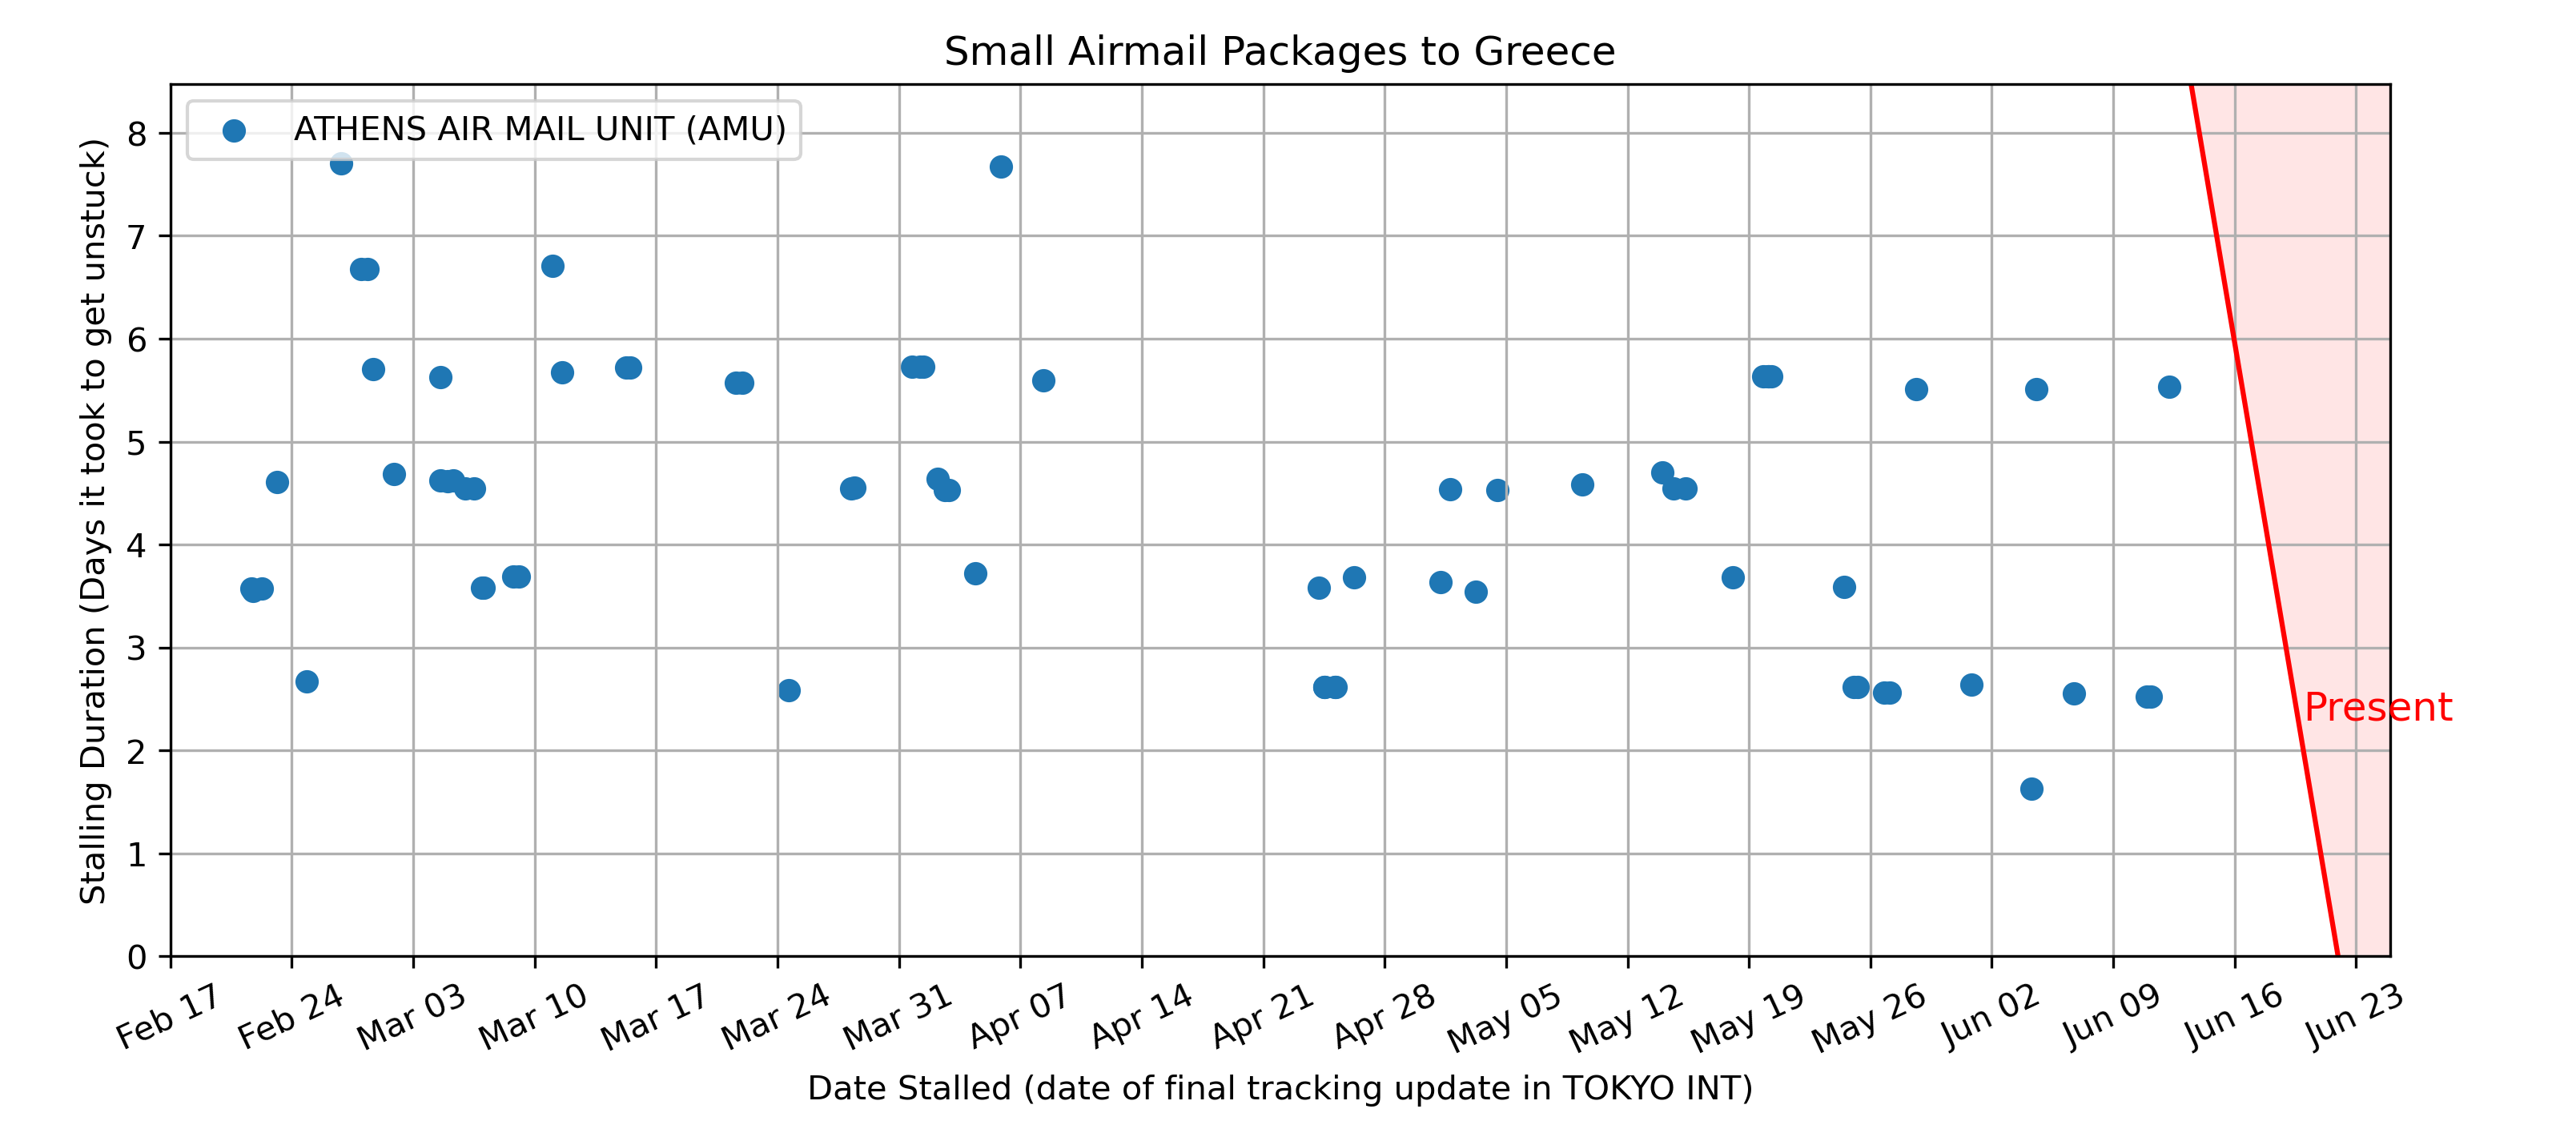 Small Airmail Packages to Greece
ATHENS AIR MAIL UNIT (AMU)
Stalling Duration (Days it took to get unstuck)
8
7
6
5
4
3
2
1
0
Present
Feb 17 Feb 24 Mar 03 Mar 10 Mar 17 Mar 24 Mar 31 Apr 07 Apr 14 Apr 21 Apr 28 May 05 May 12 May 19 May 26 Jun 02 Jun 09 Jun 16 Jun 23
Date Stalled (date of final tracking update in TOKYO INT)